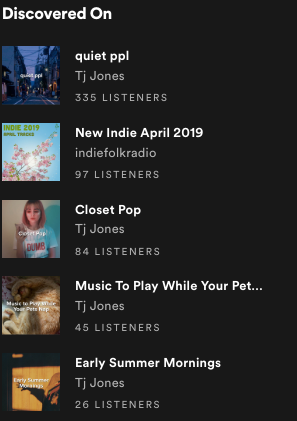 Discovered On
quiet ppl
quiet ppl
Tj Jones
335 LISTENERS
INDIE 2019
APRIL TRACKS
New Indie April 2019
indiefolkradio
97 LISTENERS
Closet Pop
DUMB
Closet Pop
Tj Jones
84 LISTENERS
Music to Play While
Your Pets Nap
Music To Play While Your Pet...
Tj Jones
45 LISTENERS
Early Summer
Mornings
Early Summer Mornings
Tj Jones
26 LISTENERS